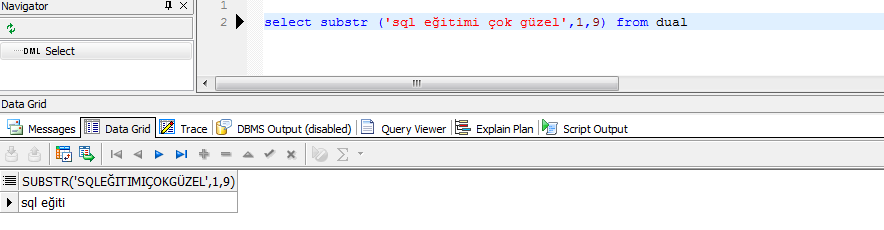 Navigator
DML Select
1
2 select substr ('sql eğitimi çok güzel',1,9) from dual
Data Grid
Messages Data Grid Trace DBMS Output (disabled) Query Viewer Explain Plan Script Output
SUBSTR('SQLEĞITIMIÇOKGÜZEL',1,9)
sql eğiti